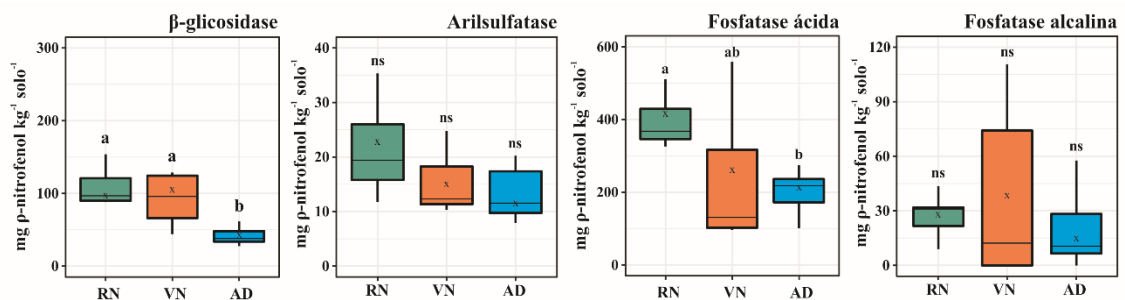 β-glicosidase
mg ρ-nitrofenol kg⁻¹ solo⁻¹
300
200
100
0
a
a
b
RN VN AD
Arilsulfatase
mg ρ-nitrofenol kg⁻¹ solo⁻¹
40
30
20
10
0
ns
ns
ns
RN VN AD
Fosfatase ácida
mg ρ-nitrofenol kg⁻¹ solo⁻¹
600
400
200
0
a
ab
b
RN VN AD
Fosfatase alcalina
mg ρ-nitrofenol kg⁻¹ solo⁻¹
120
90
60
30
0
ns
ns
ns
RN VN AD